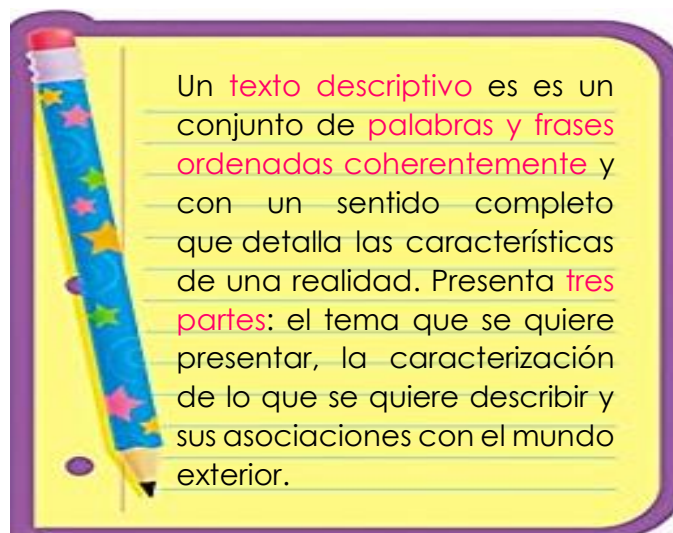 Un texto descriptivo es es un
conjunto de palabras y frases
ordenadas coherentemente y
con un sentido completo
que detalla las características
de una realidad. Presenta tres
partes: el tema que se quiere
presentar, la caracterización
de lo que se quiere describir y
sus asociaciones con el mundo
exterior.